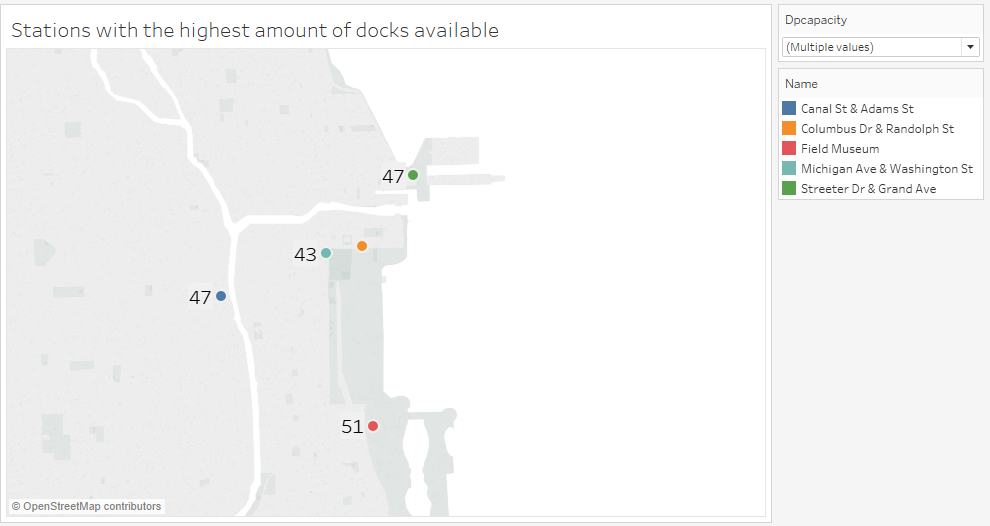 Stations with the highest amount of docks available
47
43
47
51
© OpenStreetMap contributors
Dpcapacity
(Multiple values)
Name
Canal St & Adams St
Columbus Dr & Randolph St
Field Museum
Michigan Ave & Washington St
Streeter Dr & Grand Ave